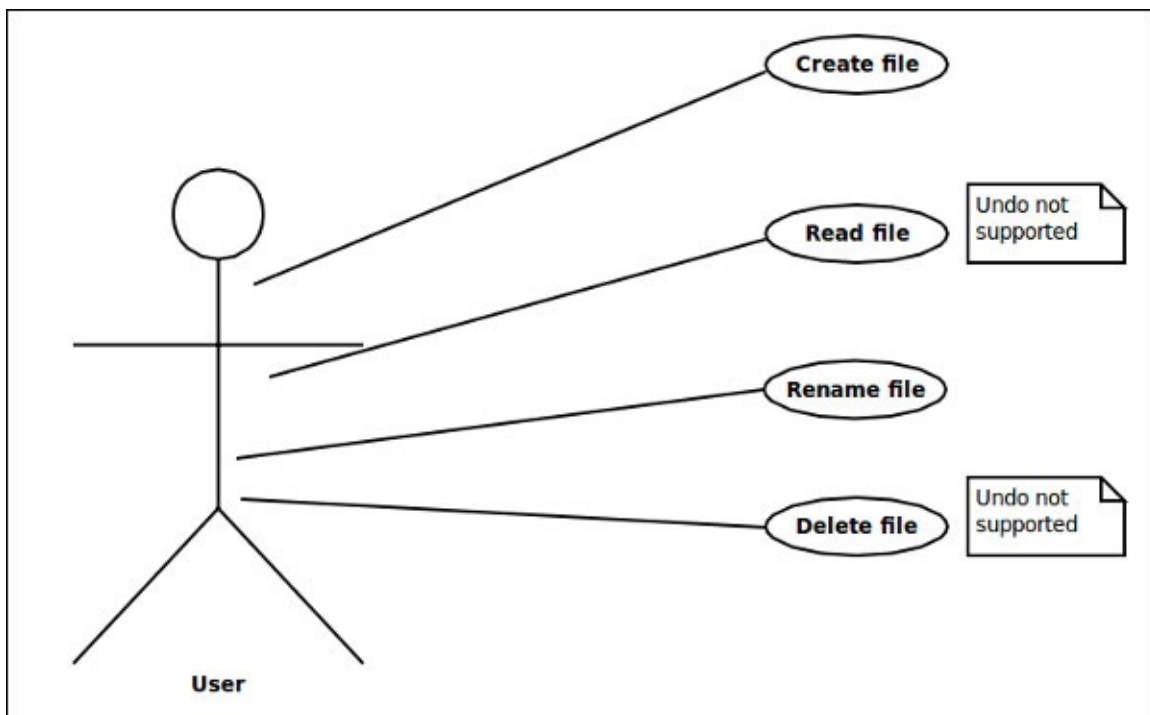 Create file
Undo not
supported
Read file
Rename file
Undo not
supported
Delete file
User